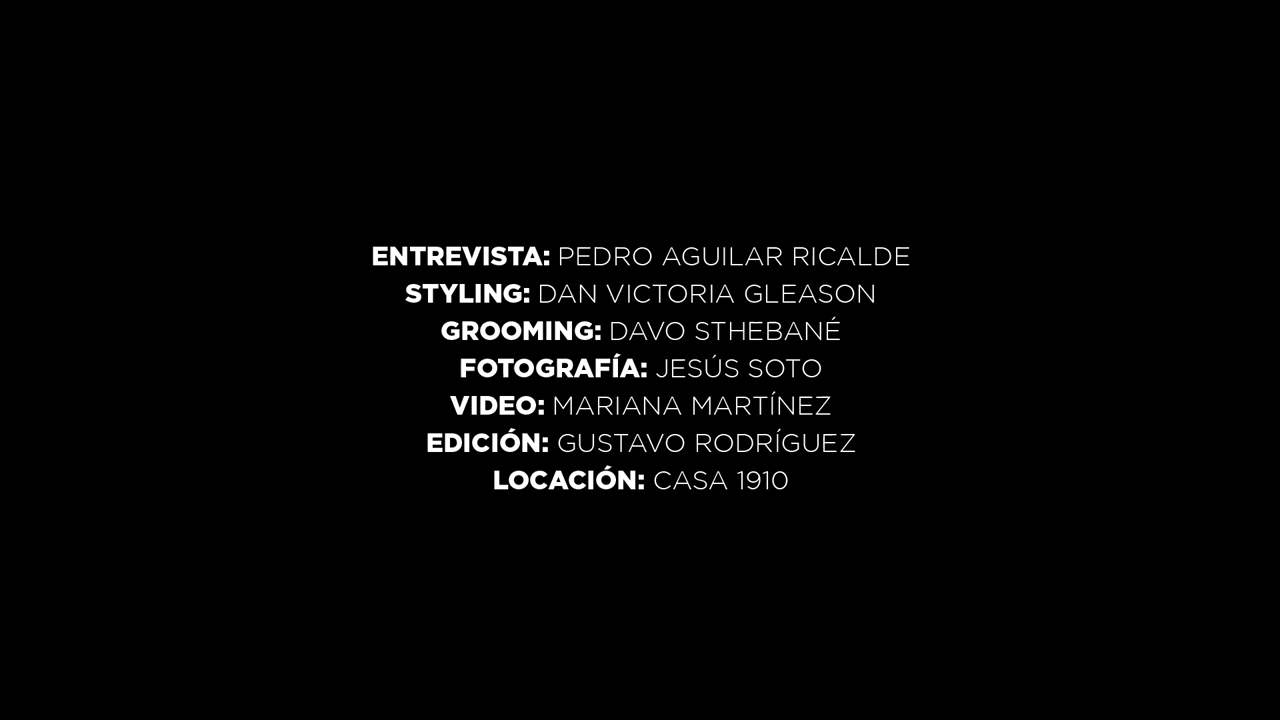 ENTREVISTA: PEDRO AGUILAR RICALDE
STYLING: DAN VICTORIA GLEASON
GROOMING: DAVO STHEBANÉ
FOTOGRAFÍA: JESÚS SOTO
VIDEO: MARIANA MARTÍNEZ
EDICIÓN: GUSTAVO RODRÍGUEZ
LOCACIÓN: CASA 1910